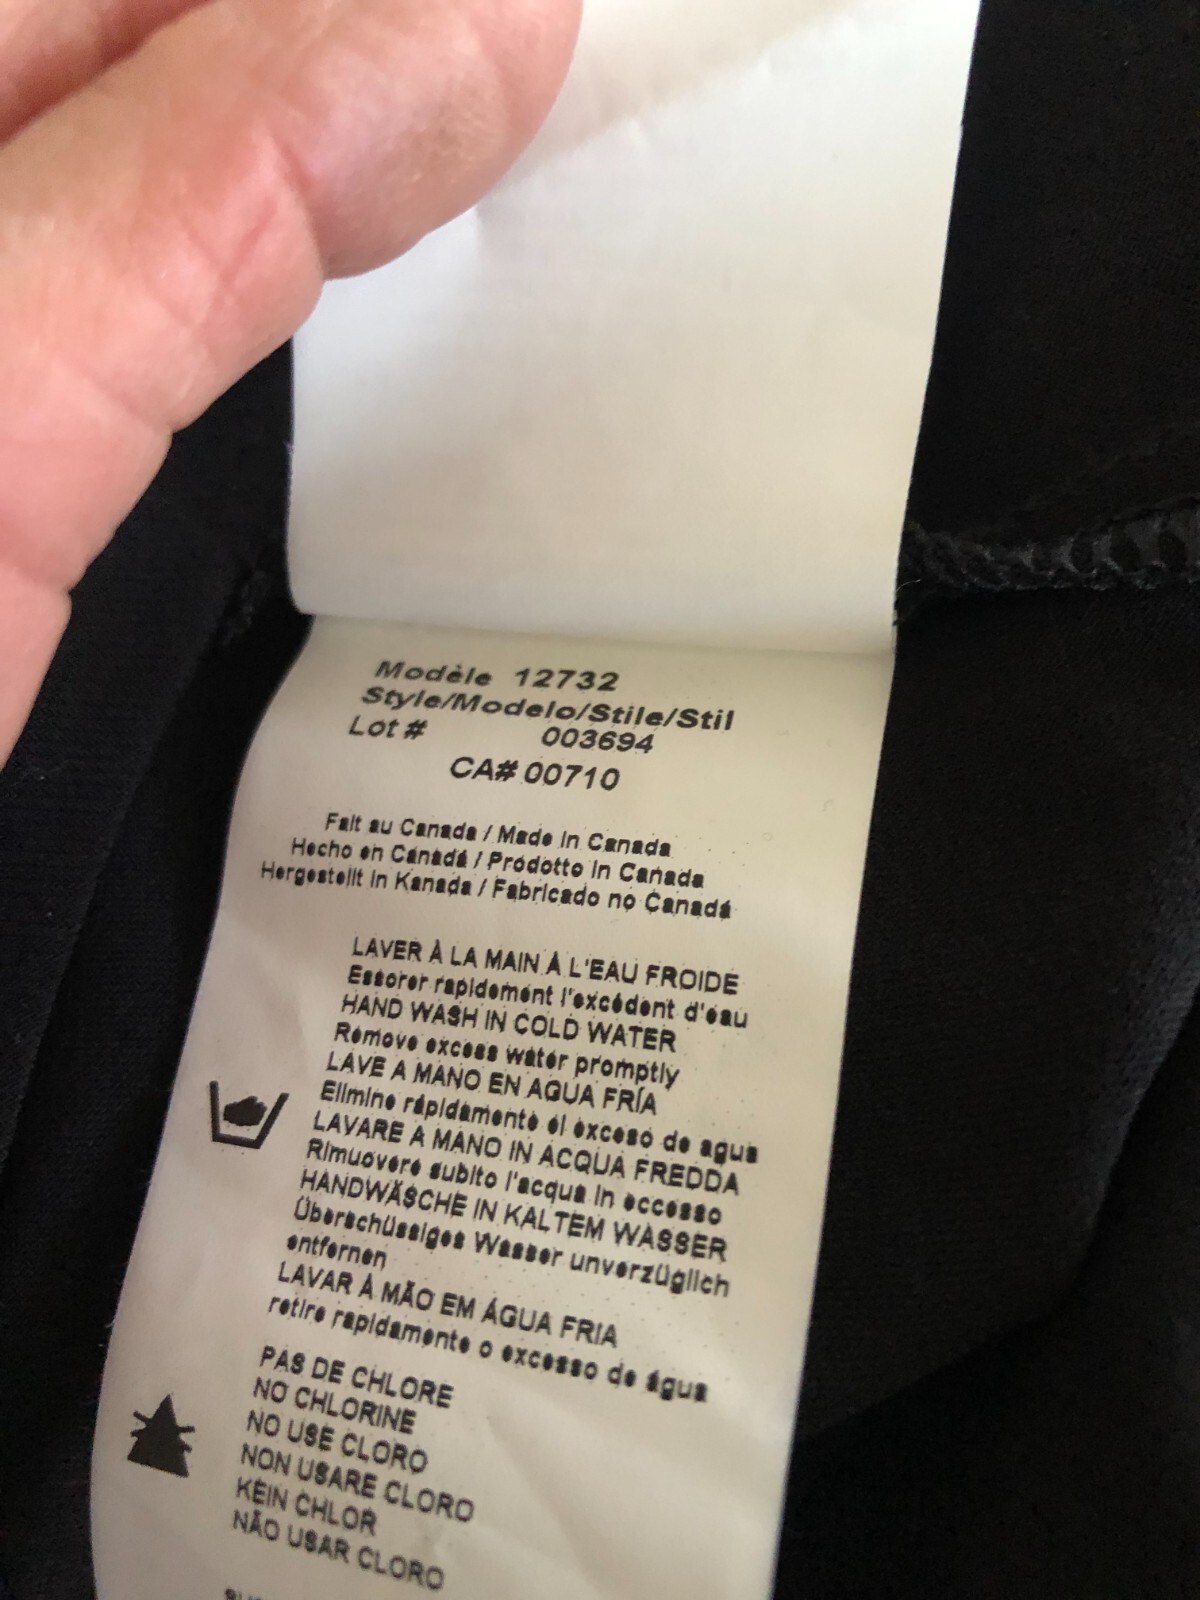 Modèle 12732
Style/Modelo/Stile/Stil
Lot # 003694
CA# 00710
Fait au Canada / Made in Canada
Hecho en Canadá / Prodotto in Canada
Hergestellt in Kanada / Fabricado no Canadá
LAVER À LA MAIN À L'EAU FROIDE
Essorer rapidement l'excédent d'eau
HAND WASH IN COLD WATER
Remove excess water promptly
LAVE A MANO EN AGUA FRÍA
Elimine rápidamente el exceso de agua
LAVARE A MANO IN ACQUA FREDDA
Rimuovere subito l'acqua in eccesso
HANDWÄSCHE IN KALTEM WASSER
Überschüssiges Wasser unverzüglich
entfernen
LAVAR À MÃO EM ÁGUA FRIA
retire rapidamente o excesso de água
PAS DE CHLORE
NO CHLORINE
NO USE CLORO
NON USARE CLORO
KEIN CHLOR
NÃO USAR CLORO